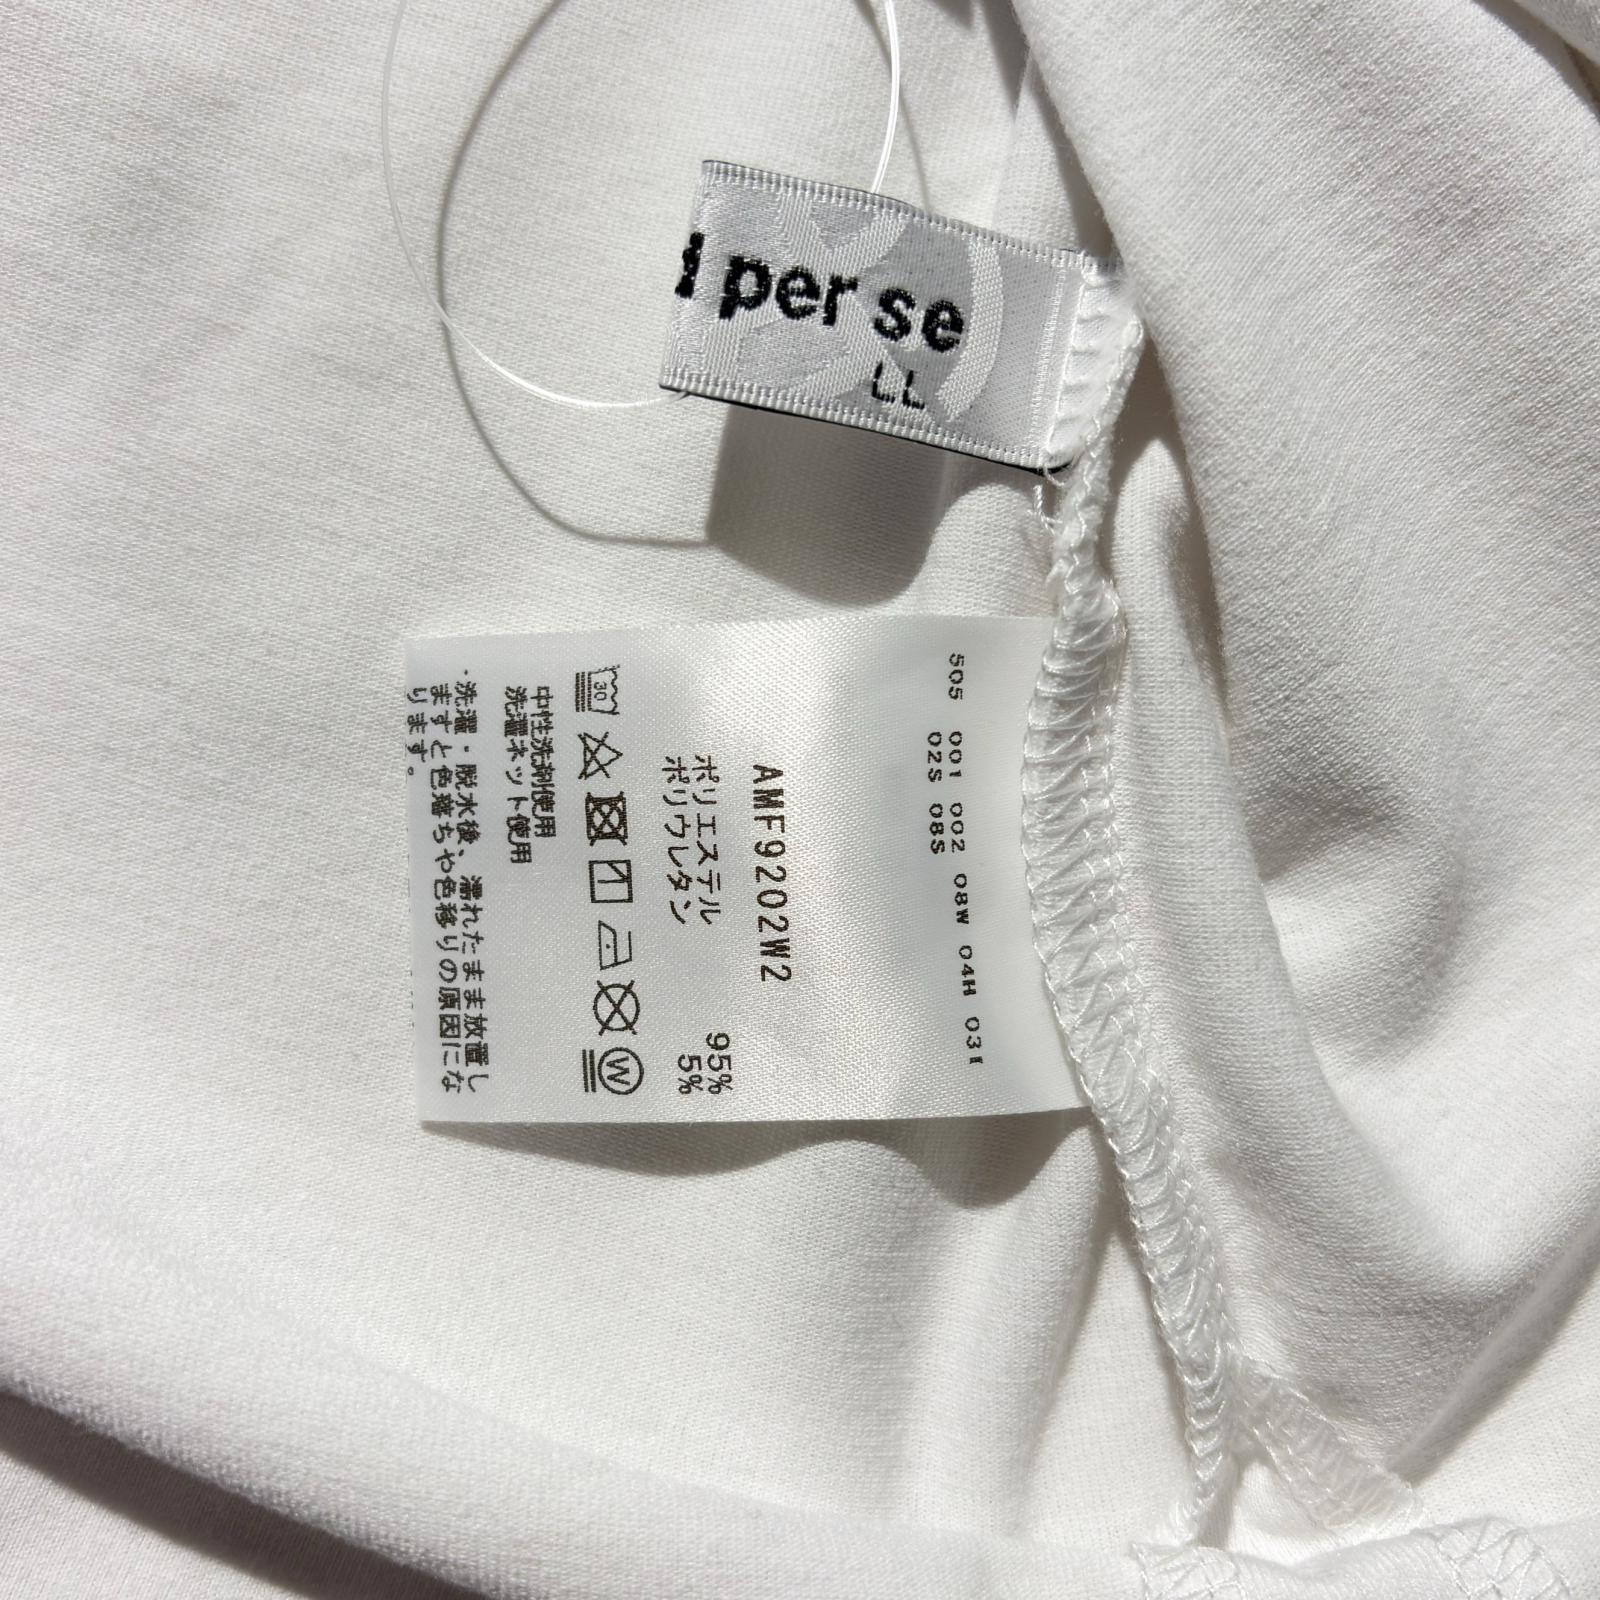 per se
LL
505 001 002 08W 04H 031
02S 08S
AMF9202W2
ポリエステル 95%
ポリウレタン 5%
30
W
中性洗剤使用
洗濯ネット使用
・洗濯・脱水後、濡れたまま放置し
ますと色落ちや色移りの原因にな
ります。